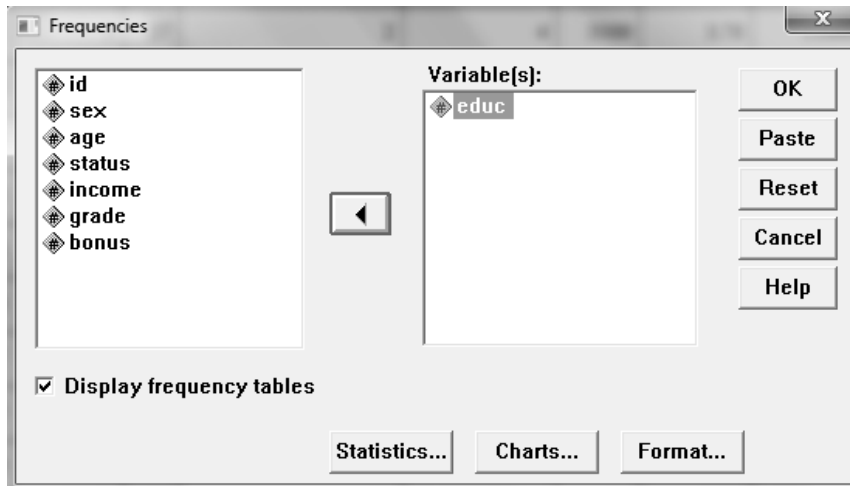 Frequencies
id
sex
age
status
income
grade
bonus
Variable(s):
educ
OK
Paste
Reset
Cancel
Help
Display frequency tables
Statistics...
Charts...
Format...